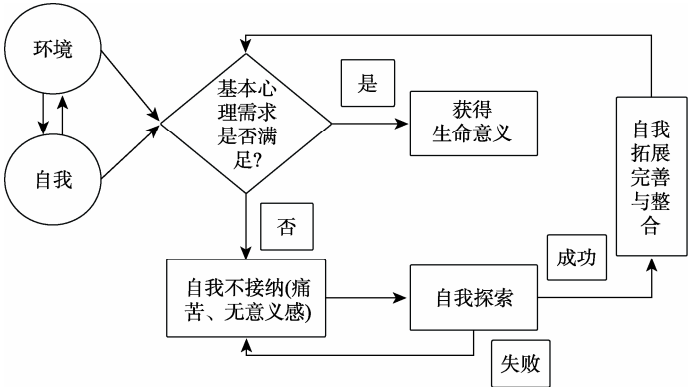 环境
自我
基本心
理需求
是否满
足?
是
获得
生命意义
否
自我不接纳(痛
苦、无意义感)
自我探索
成功
失败
自我
拓展
完善
与整
合